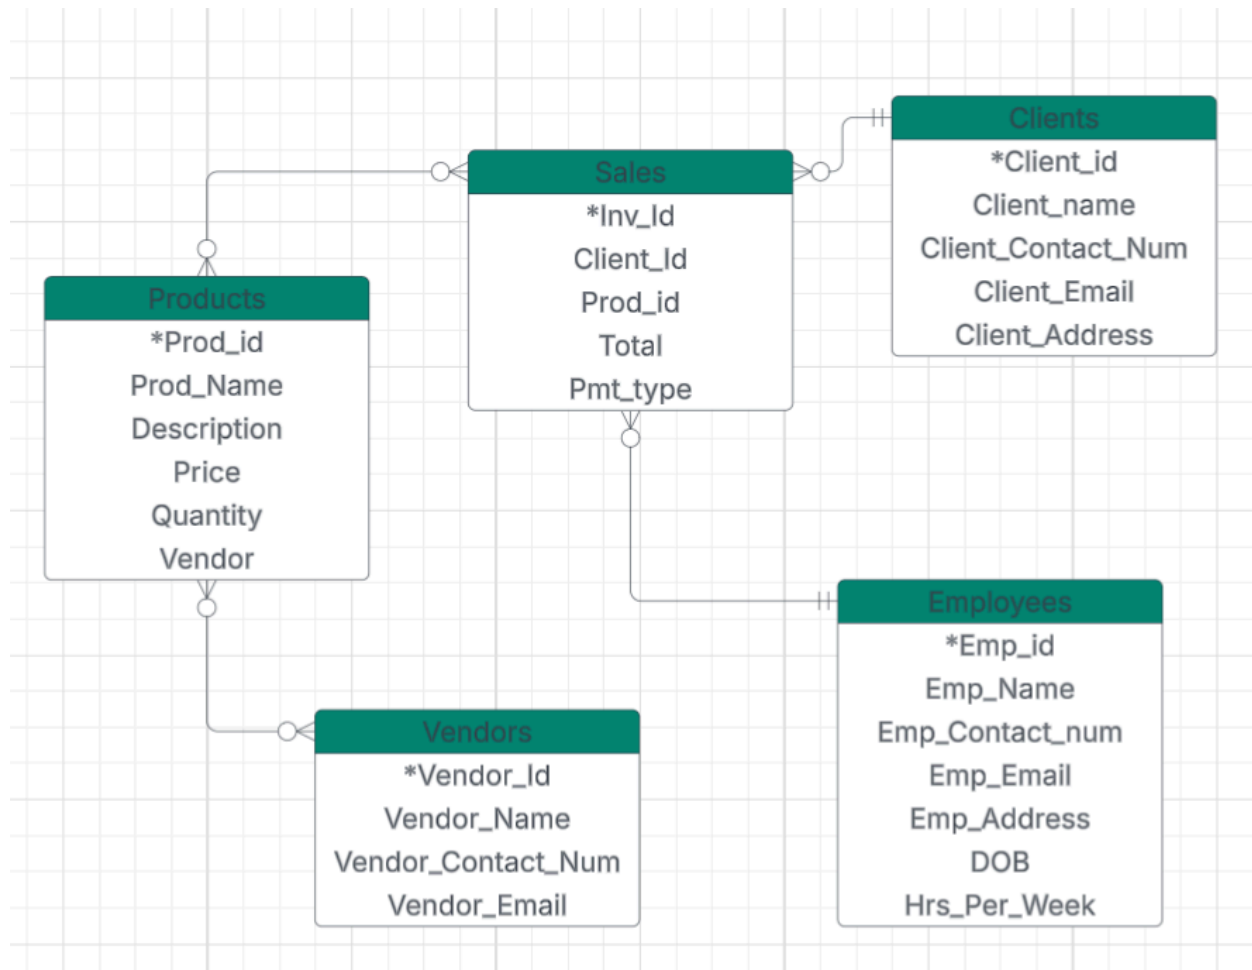 Clients
*Client_id
Client_name
Client_Contact_Num
Client_Email
Client_Address
Sales
*Inv_Id
Client_Id
Prod_id
Total
Pmt_type
Products
*Prod_id
Prod_Name
Description
Price
Quantity
Vendor
Employees
*Emp_id
Emp_Name
Emp_Contact_num
Emp_Email
Emp_Address
DOB
Hrs_Per_Week
Vendors
*Vendor_Id
Vendor_Name
Vendor_Contact_Num
Vendor_Email